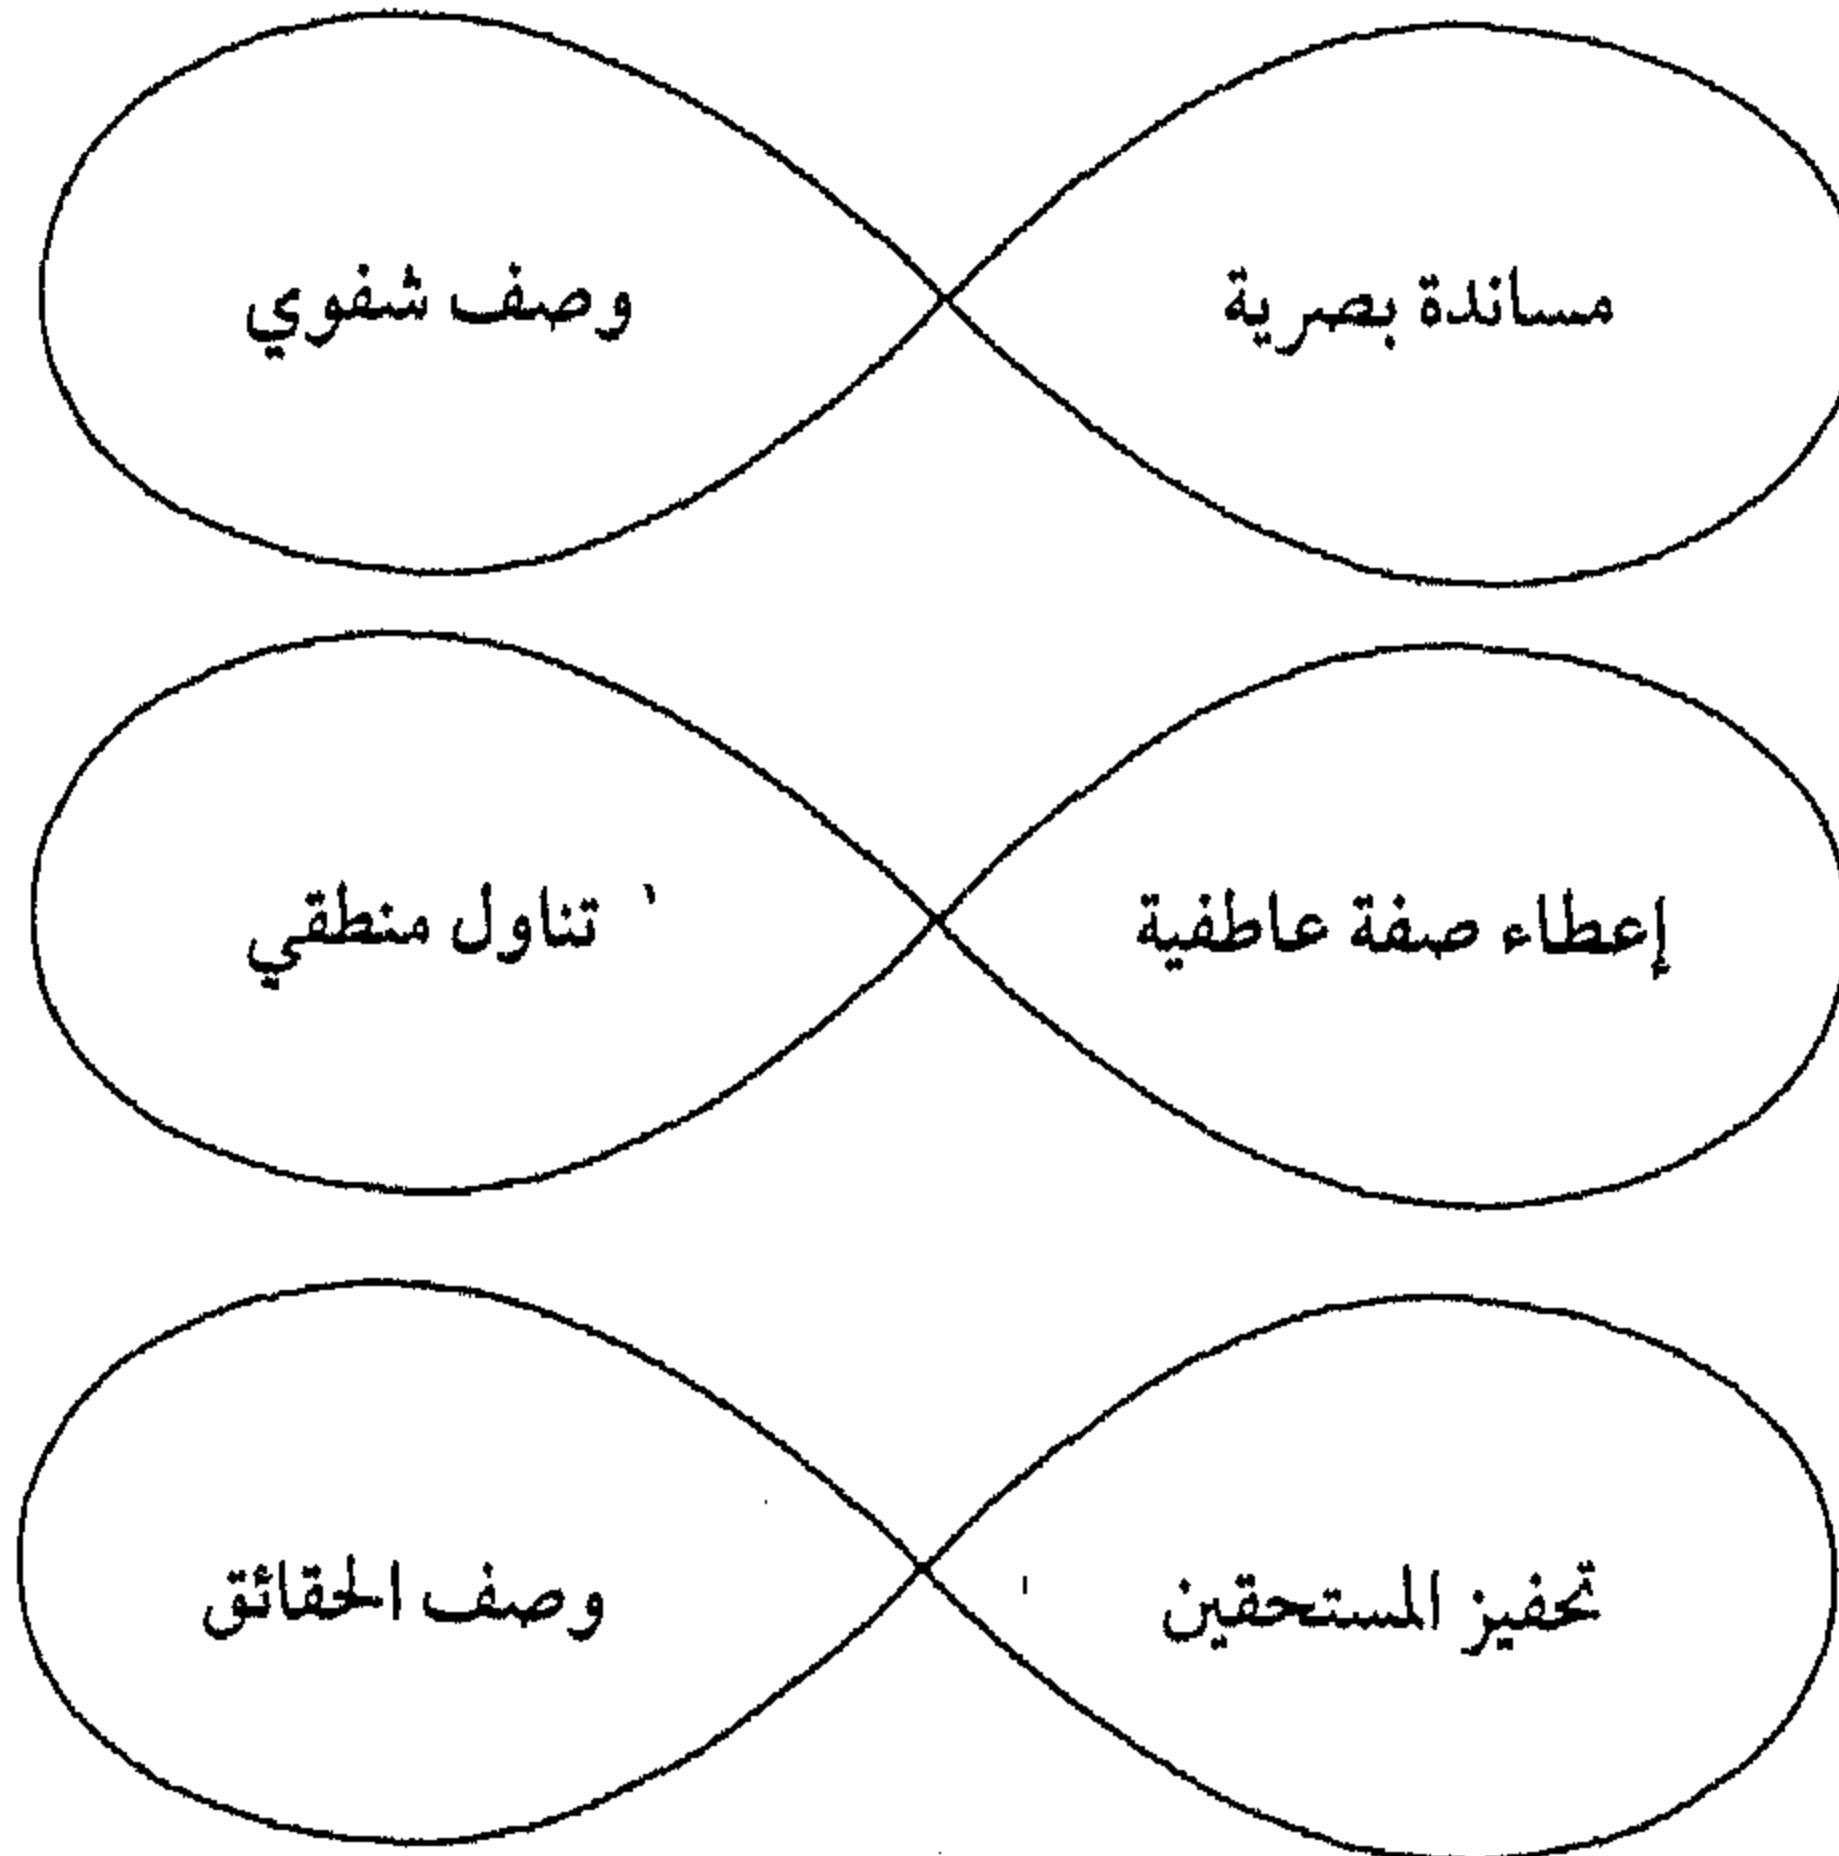 مساندة بصرية
وصف شفوي
إعطاء صفة عاطفية
تناول منطقي
تحفيز المستحقين
وصف الحقائق